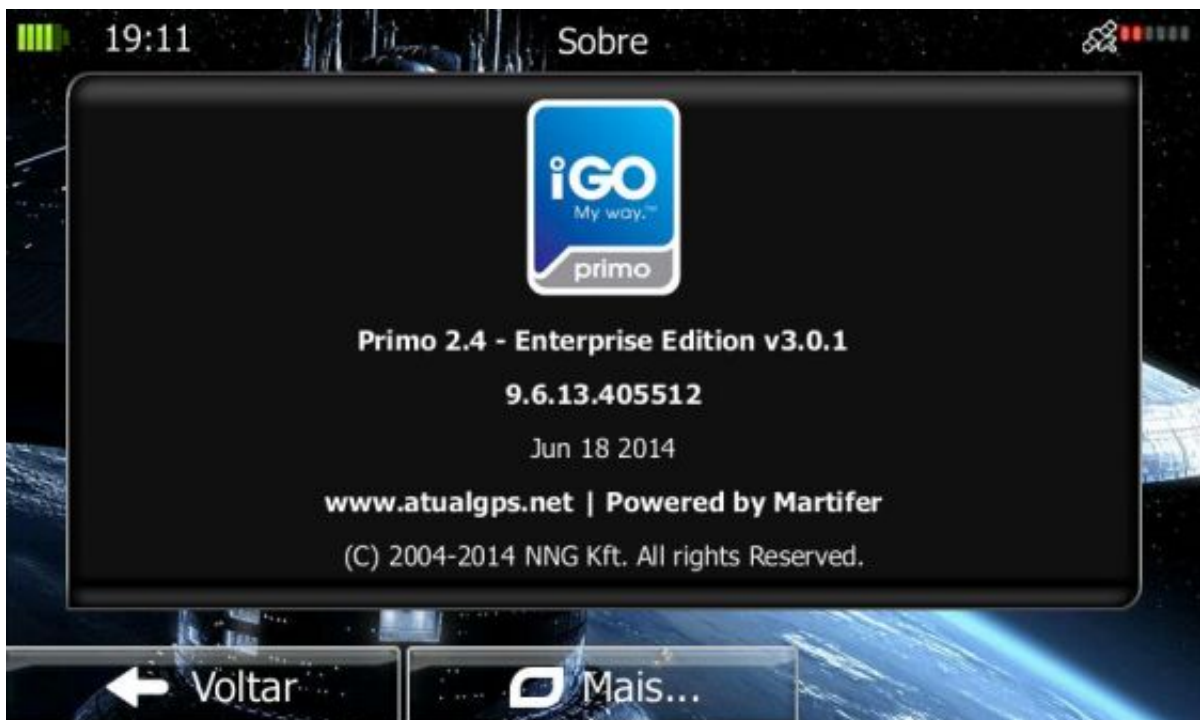 19:11
Sobre
iGO
My way.™
primo
Primo 2.4 - Enterprise Edition v3.0.1
9.6.13.405512
Jun 18 2014
www.atualgps.net | Powered by Martifer
(C) 2004-2014 NNG Kft. All rights Reserved.
Voltar
Mais...